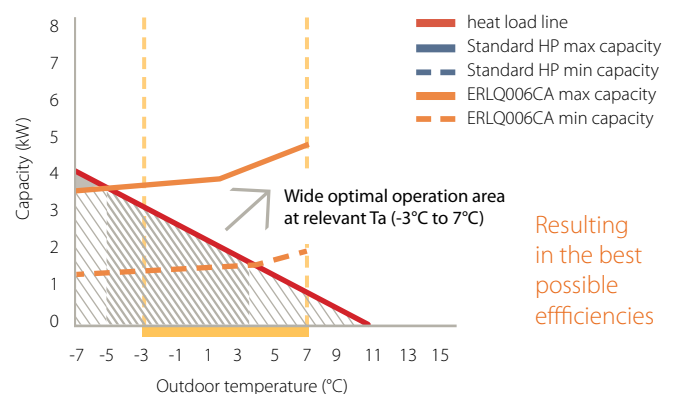 heat load line
Standard HP max capacity
Standard HP min capacity
ERLQ006CA max capacity
ERLQ006CA min capacity
Capacity (kW)
8
7
6
5
4
3
2
1
0
Wide optimal operation area
at relevant Ta (-3°C to 7°C)
Resulting
in the best
possible
effficiencies
-7 -5 -3 -1 1 3 5 7 9 11 13 15
Outdoor temperature (°C)